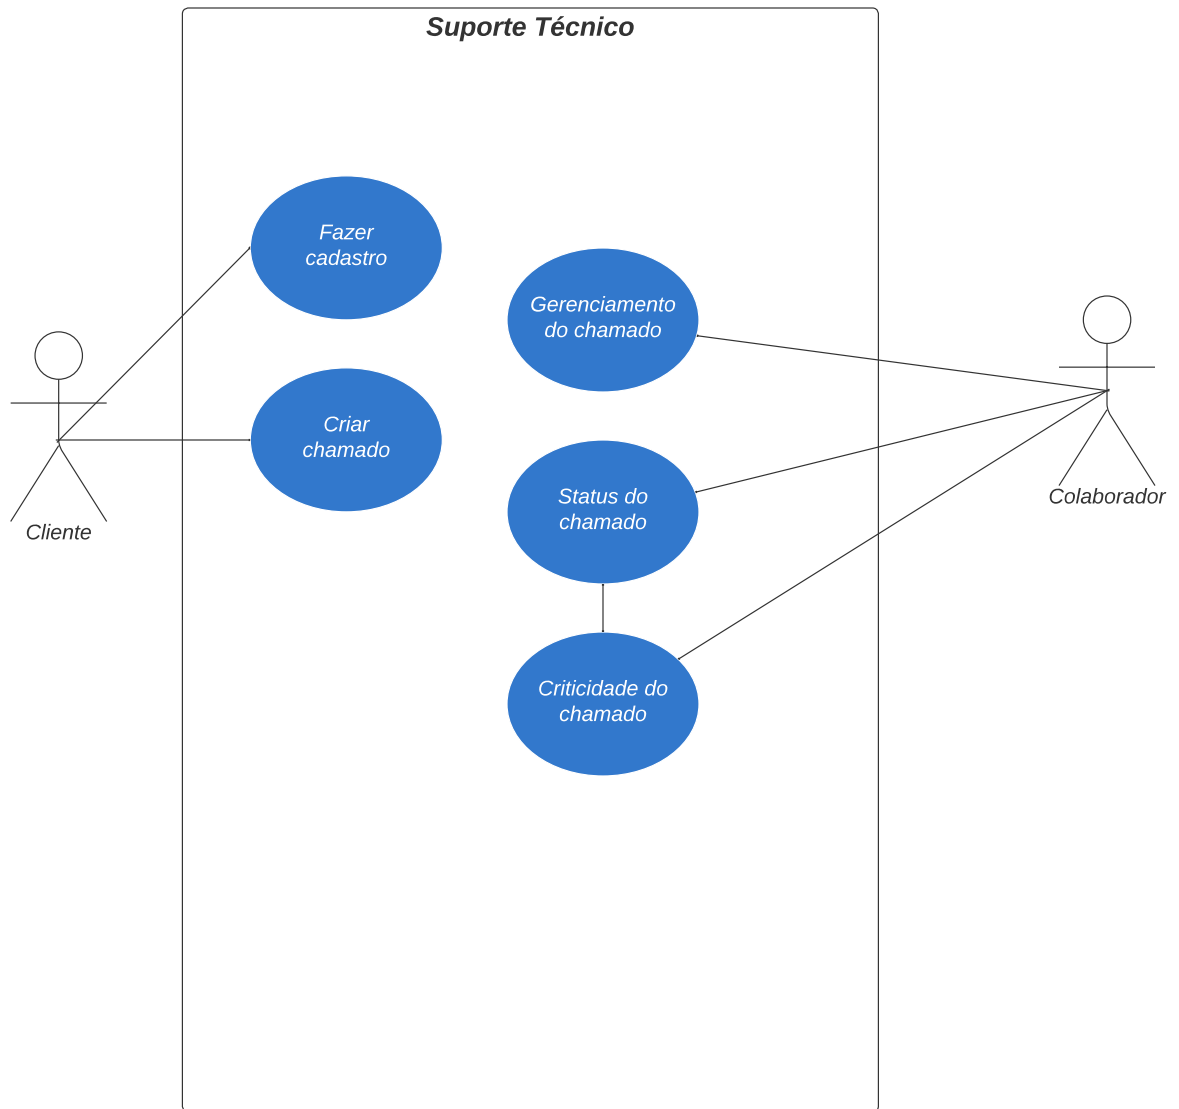 Suporte Técnico
Fazer
cadastro
Gerenciamento
do chamado
Criar
chamado
Status do
chamado
Colaborador
Cliente
Criticidade do
chamado